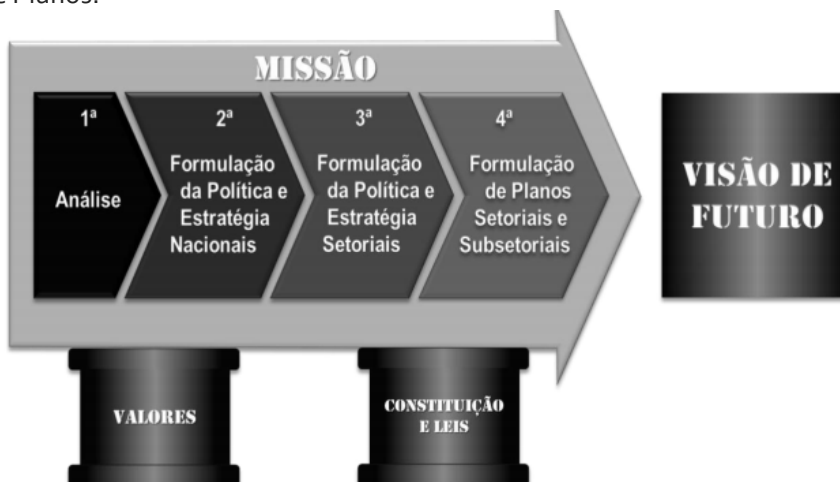 e Planos.
MISSÃO
1ª
Análise
2ª
Formulação
da Política e
Estratégia
Nacionais
3ª
Formulação
da Política e
Estratégia
Setoriais
4ª
Formulação
de Planos
Setoriais e
Subsetoriais
VISÃO DE
FUTURO
VALORES
CONSTITUIÇÃO
E LEIS